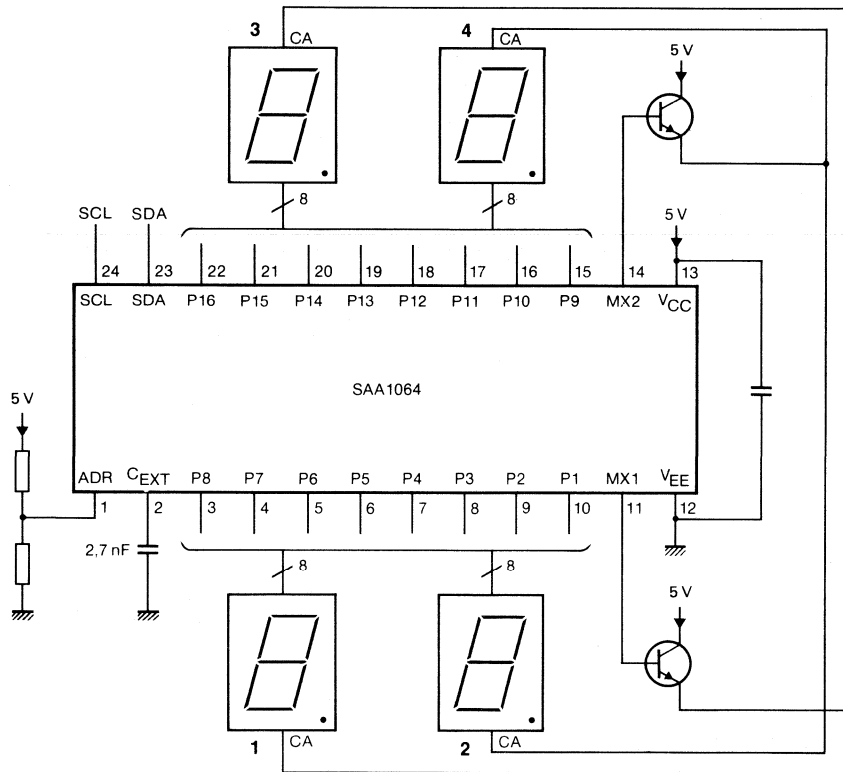 3 CA 4 CA
5 V
8 8
SCL SDA
5 V
24 23 22 21 20 19 18 17 16 15 14 13
SCL SDA P16 P15 P14 P13 P12 P11 P10 P9 MX2 VCC
SAA1064
5 V
ADR CEXT P8 P7 P6 P5 P4 P3 P2 P1 MX1 VEE
1 2 3 4 5 6 7 8 9 10 11 12
2,7 nF
8 8
5 V
1 CA 2 CA